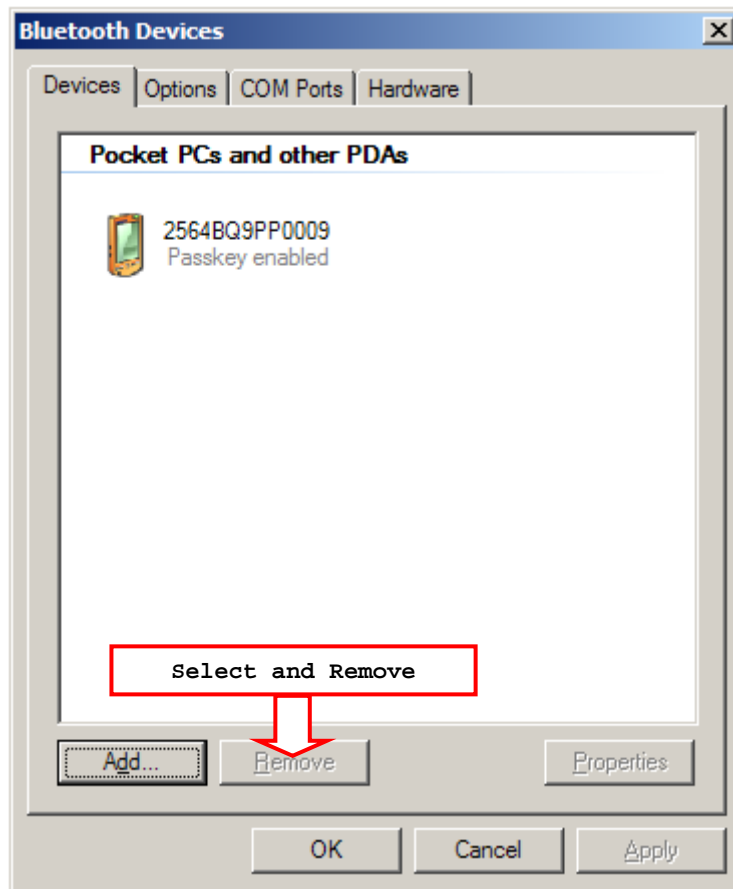 Bluetooth Devices
Devices Options COM Ports Hardware
Pocket PCs and other PDAs
2564BQ9PP0009
Passkey enabled
Select and Remove
Add... Remove Properties
OK Cancel Apply